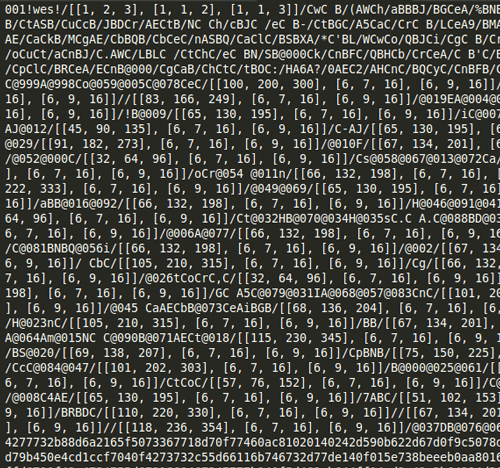 001!wes!/[[1, 2, 3], [1, 1, 2], [1, 1, 3]]/CwC B/(AWCh/aBBBJ/BGCeA/%BNE
B/CtASB/CuCcB/JBDCr/AECtB/NC Ch/cBJC /eC B-/CtBGC/A5CaC/CrC B/LCeA9/BMA
AE/CaCkB/MCgAE/CbBQB/CbCeC/nASBQ/CaClC/BSBXA/*C'BL/WCwCo/QBJCi/CgC B/Cr
/oCuCt/aCnBJ/C.AWC/LBLC /CtChC/eC BN/SB@000Ck/CnBFC/QBHCb/CrCeA/C B'C/B
/CpClC/BRCeA/ECnB@000/CgCaB/ChCtC/tBOC:/HA6A?/0AEC2/AHCnC/BQCyC/CnBFB/C
C@999A@998Co@059@005C@078CeC/[[100, 200, 300], [6, 7, 16], [6, 9, 16]]/
16], [6, 9, 16]]//[[83, 166, 249], [6, 7, 16], [6, 9, 16]]/@019EA@004@0
], [6, 9, 16]]/!B@009/[[65, 130, 195], [6, 7, 16], [6, 9, 16]]/iC@007
AJ@012/[[45, 90, 135], [6, 7, 16], [6, 9, 16]]/C-AJ/[[65, 130, 195], [6
@029/[[91, 182, 273], [6, 7, 16], [6, 9, 16]]/@010F/[[67, 134, 201], [6
/@052@000C/[[32, 64, 96], [6, 7, 16], [6, 9, 16]]/Cs@058@067@013@072Ca/
], [6, 7, 16], [6, 9, 16]]/oCr@054 @011n/[[66, 132, 198], [6, 7, 16], [
222, 333], [6, 7, 16], [6, 9, 16]]/@049@069/[[65, 130, 195], [6, 7, 16]
16]]/aBB@016@092/[[66, 132, 198], [6, 7, 16], [6, 9, 16]]/H@046@091@041
64, 96], [6, 7, 16], [6, 9, 16]]/Ct@032HB@070@034H@035sC.C A.C@088BD@03
6, 7, 16], [6, 9, 16]]/@006A@077/[[66, 132, 198], [6, 7, 16], [6, 9, 16
/C@081BNBQ@056i/[[66, 132, 198], [6, 7, 16], [6, 9, 16]]/@002/[[67, 134
6, 9, 16]]/ CbC/[[105, 210, 315], [6, 7, 16], [6, 9, 16]]/Cg/[[66, 132,
7, 16], [6, 9, 16]]/@026tCoCrC,C/[[32, 64, 96], [6, 7, 16], [6, 9, 16]]
198], [6, 7, 16], [6, 9, 16]]/GC A5C@079@031IA@068@057@083CnC/[[101, 20
, [6, 9, 16]]/@045 CaAECbB@073CeAiBGB/[[68, 136, 204], [6, 7, 16], [6,
/H@023nC/[[105, 210, 315], [6, 7, 16], [6, 9, 16]]/BB/[[67, 134, 201],
A@064Am@015NC C@090B@071AECt@018/[[115, 230, 345], [6, 7, 16], [6, 9, 1
/BS@020/[[69, 138, 207], [6, 7, 16], [6, 9, 16]]/CpBNB/[[75, 150, 225],
/CcC@084@047/[[101, 202, 303], [6, 7, 16], [6, 9, 16]]/B@000@025@061/[[
6, 7, 16], [6, 9, 16]]/CtCoC/[[57, 76, 152], [6, 7, 16], [6, 9, 16]]/C@
/@008C4AE/[[65, 130, 195], [6, 7, 16], [6, 9, 16]]/7ABC/[[51, 102, 153]
9, 16]]/BRBDC/[[110, 220, 330], [6, 7, 16], [6, 9, 16]]//[[67, 134, 201
6, 9, 16]]//[[118, 236, 354], [6, 7, 16], [6, 9, 16]]/@037DB@076@06
4277732b88d6a2165f5073367718d70f77460ac81020140242d590b622d67d0f9c5078c
d79b450e4cd1ccf7040f4273732c55d66116b746732d77de140f015e738beeeb0aa8016